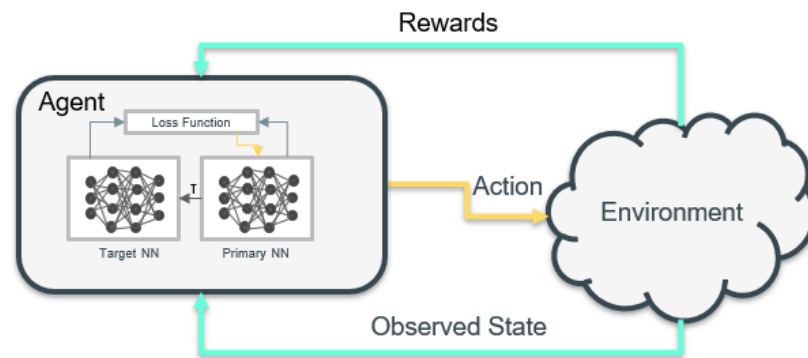 Rewards
Agent
Loss Function
T
Action
Environment
Target NN
Primary NN
Observed State